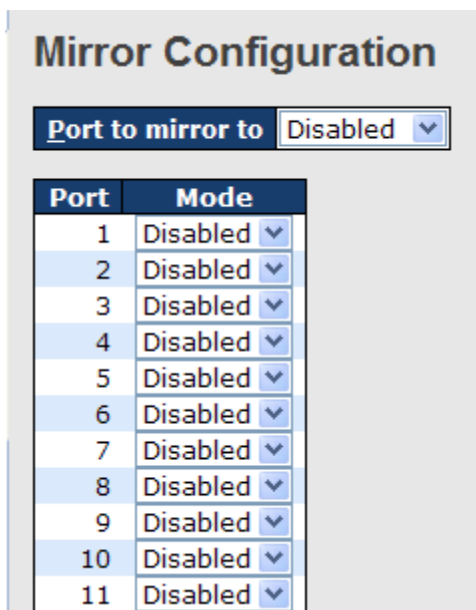 Mirror Configuration
Port to mirror to Disabled
Port Mode
1 Disabled
2 Disabled
3 Disabled
4 Disabled
5 Disabled
6 Disabled
7 Disabled
8 Disabled
9 Disabled
10 Disabled
11 Disabled